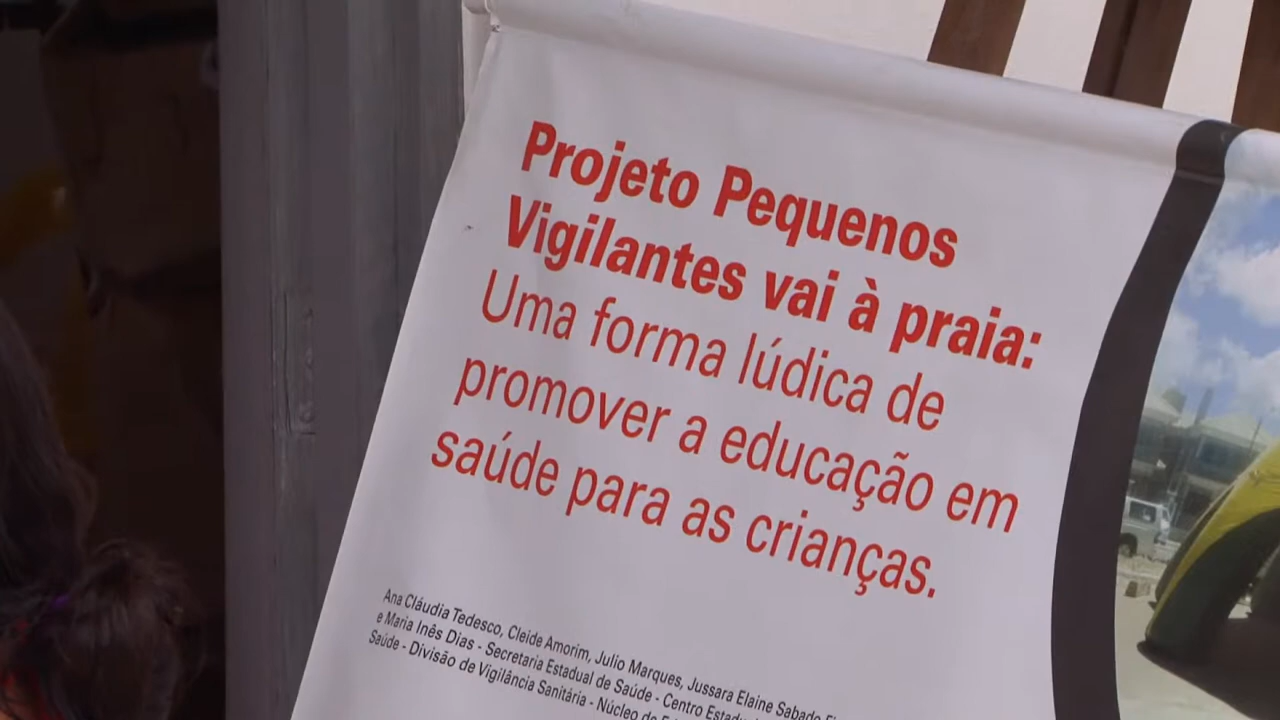 Projeto Pequenos
Vigilantes vai à praia:
Uma forma lúdica de
promover a educação em
saúde para as crianças.
Ana Cláudia Tedesco, Cleide Amorim, Julio Marques, Jussara Elaine Sabado
e Maria Inês Dias - Secretaria Estadual de Saúde - Centro
Saúde - Divisão de Vigilância Sanitária - Núcleo de